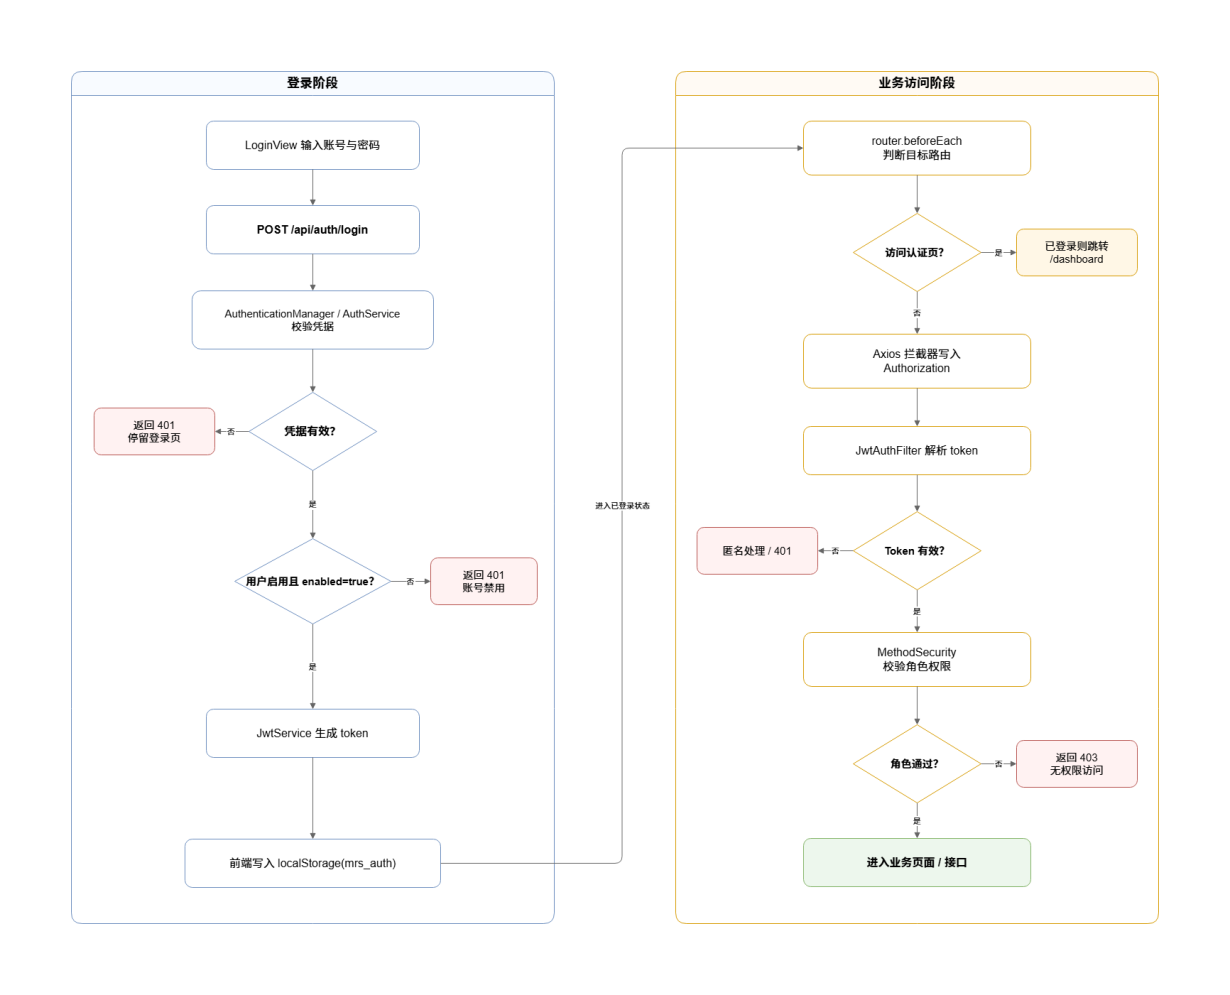 登录阶段
LoginView 输入账号与密码
POST /api/auth/login
AuthenticationManager / AuthService
校验凭据
凭据有效?
否
返回 401
停留登录页
是
用户启用且 enabled=true?
否
返回 401
账号禁用
是
JwtService 生成 token
前端写入 localStorage(mrs_auth)
进入已登录状态
业务访问阶段
router.beforeEach
判断目标路由
访问认证页?
是
已登录则跳转
/dashboard
否
Axios 拦截器写入
Authorization
JwtAuthFilter 解析 token
Token 有效?
否
匿名处理 / 401
是
MethodSecurity
校验角色权限
角色通过?
否
返回 403
无权限访问
是
进入业务页面 / 接口